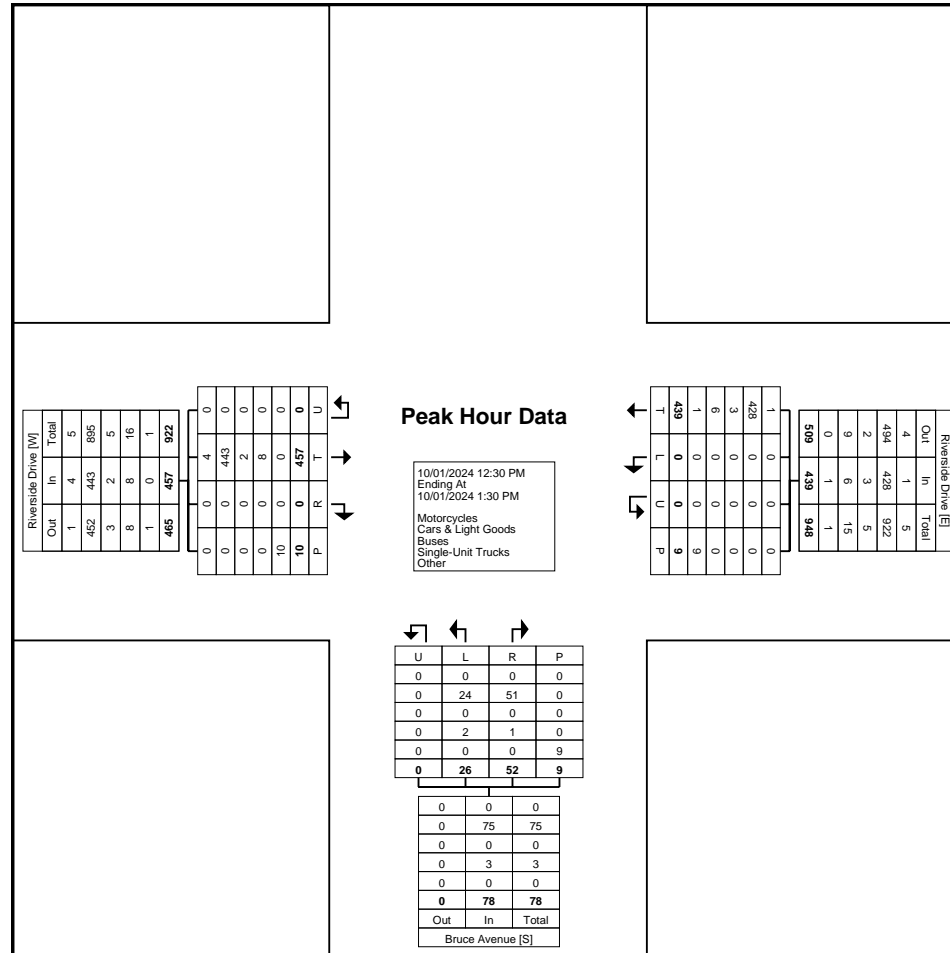 Peak Hour Data
10/01/2024 12:30 PM
Ending At
10/01/2024 1:30 PM
Motorcycles
Cars & Light Goods
Buses
Single-Unit Trucks
Other
U T R P
0 457 0 10
0 0 0 10
0 8 0 0
0 2 0 0
0 443 0 0
0 4 0 0
922 457 465
1 0 1
16 8 8
5 2 3
895 443 452
5 4 1
Total In Out
Riverside Drive [W]
Riverside Drive [E]
Out In Total
4 1 5
494 428 922
2 3 5
9 6 15
0 1 1
509 439 948
1 0 0 0
428 0 0 0
3 0 0 0
6 0 0 0
1 0 0 9
439 0 0 9
T L U P
U L R P
0 0 0 0
0 24 51 0
0 0 0 0
0 2 1 0
0 0 0 9
0 26 52 9
0 0 0
0 75 75
0 0 0
0 3 3
0 0 0
0 78 78
Out In Total
Bruce Avenue [S]